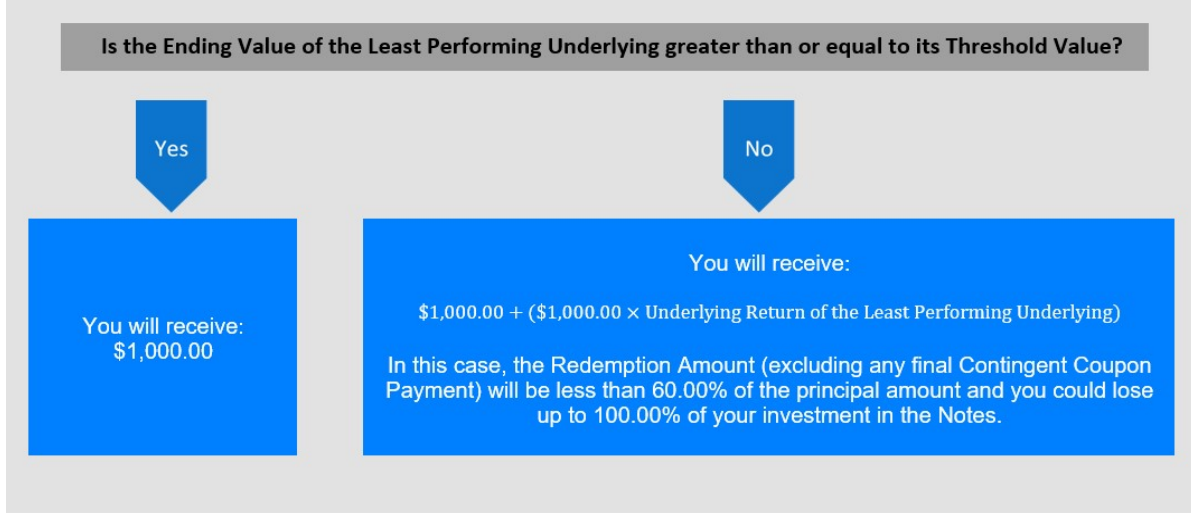 Is the Ending Value of the Least Performing Underlying greater than or equal to its Threshold Value?
Yes
No
You will receive:
$1,000.00
You will receive:
$1,000.00 + ($1,000.00 × Underlying Return of the Least Performing Underlying)
In this case, the Redemption Amount (excluding any final Contingent Coupon
Payment) will be less than 60.00% of the principal amount and you could lose
up to 100.00% of your investment in the Notes.